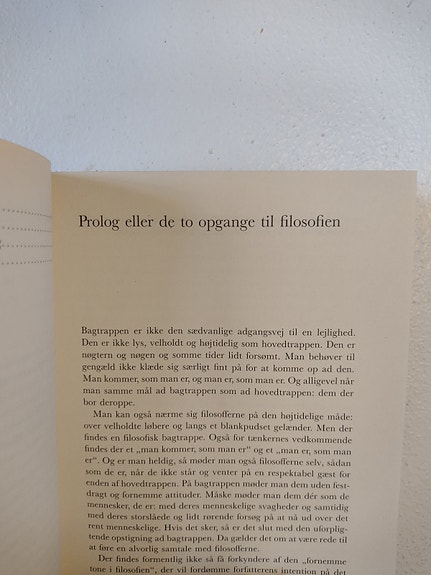 Prolog eller de to opgange til filosofien
Bagtrappen er ikke den sædvanlige adgangsvej til en lejlighed.
Den er ikke lys, velholdt og højtidelig som hovedtrappen. Den er
nøgtern og nøgen og somme tider lidt forsømt. Man behøver til
gengæld ikke klæde sig særligt fint på for at komme op ad den.
Man kommer, som man er, og man er, som man er. Og alligevel når
man samme mål ad bagtrappen som ad hovedtrappen: dem der
bor deroppe.
Man kan også nærme sig filosofferne på den højtidelige måde:
over velholdte løbere og langs et blankpudset gelænder. Men der
findes en filosofisk bagtrappe. Også for tænkernes vedkommende
findes der et „man kommer, som man er" og et „man er, som man
er". Og er man heldig, så møder man også filosofferne selv, sådan
som de er, når de ikke står og venter på en respektabel gæst for
enden af hovedtrappen. På bagtrappen møder man dem uden fest-
dragt og fornemme attituder. Måske møder man dem dér som de
mennesker, de er: med deres menneskelige svagheder og samtidig
med deres storslåede og lidt rørende forsøg på at nå ud over det
rent menneskelige. Hvis det sker, så er det slut med den uforplig-
tende opstigning ad bagtrappen. Da gælder det om at være rede til
at føre en alvorlig samtale med filosofferne.
Der findes formentlig ikke så få forkyndere af den „fornemme
tone i filosofien", der vil fordømme forfatterens intention på det